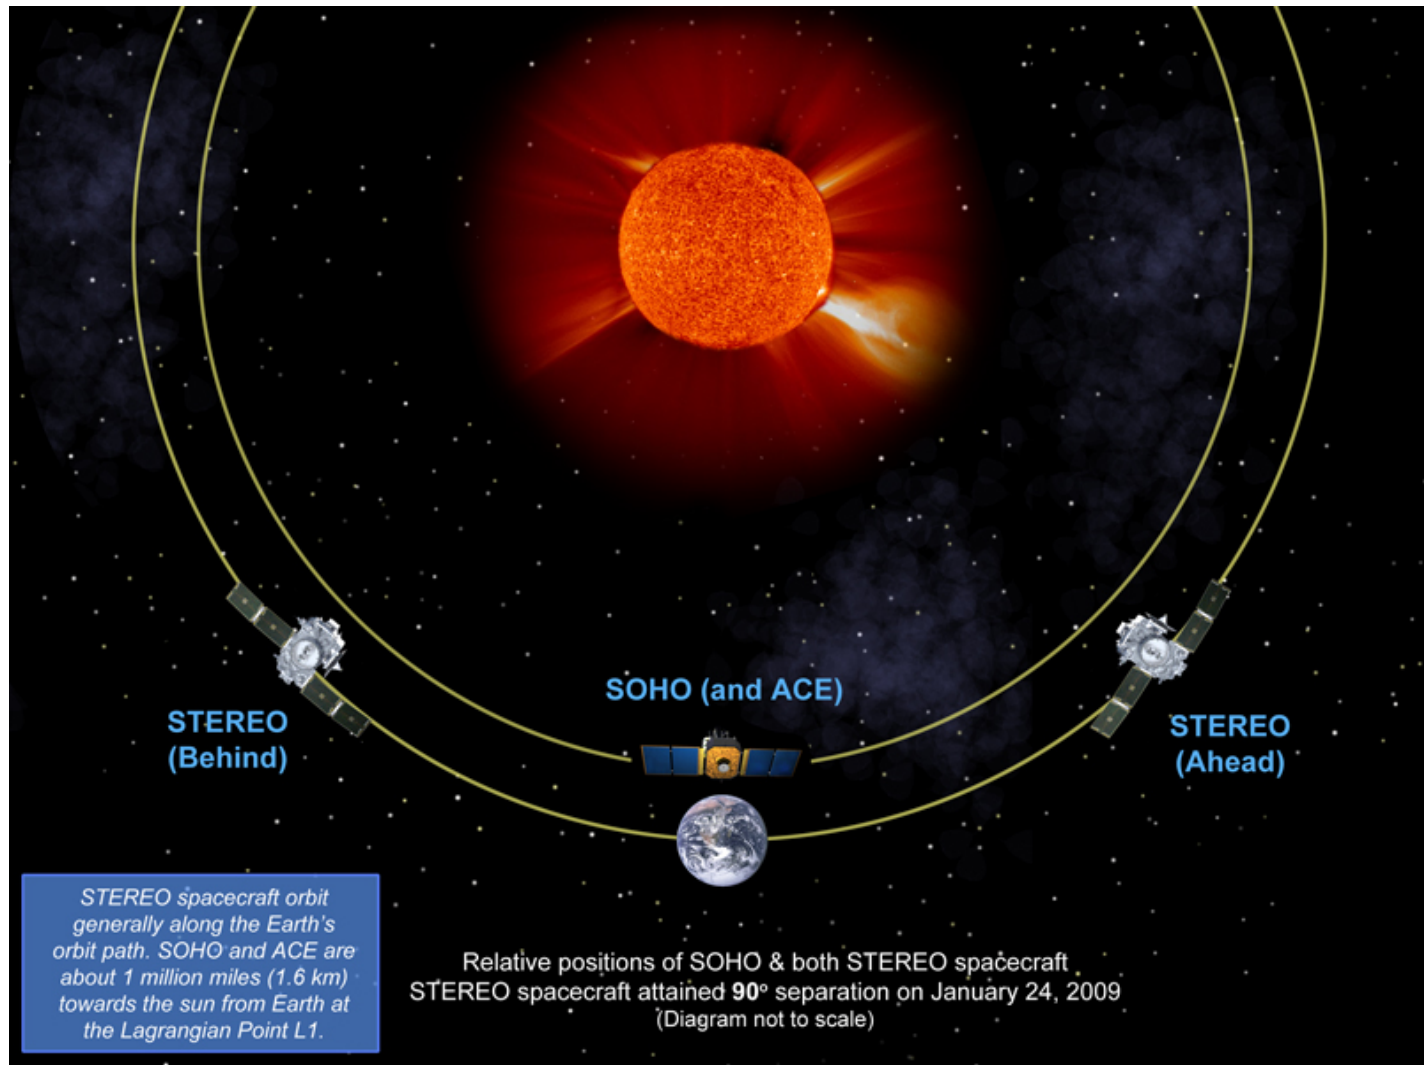 SOHO (and ACE)
STEREO
(Behind)
STEREO
(Ahead)
STEREO spacecraft orbit
generally along the Earth's
orbit path. SOHO and ACE are
about 1 million miles (1.6 km)
towards the sun from Earth at
the Lagrangian Point L1.
Relative positions of SOHO & both STEREO spacecraft
STEREO spacecraft attained 90° separation on January 24, 2009
(Diagram not to scale)